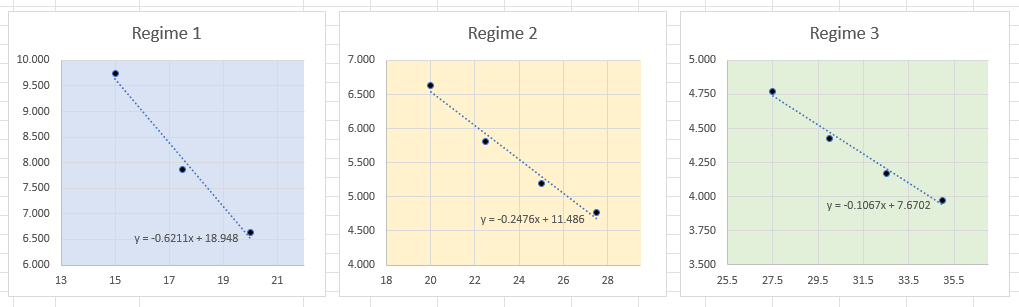 Regime 1
10.000
9.500
9.000
8.500
8.000
7.500
7.000
6.500
6.000
y = -0.6211x + 18.948
13 15 17 19 21
Regime 2
7.000
6.500
6.000
5.500
5.000
4.500
4.000
y = -0.2476x + 11.486
18 20 22 24 26 28
Regime 3
5.000
4.750
4.500
4.250
4.000
3.750
3.500
y = -0.1067x + 7.6702
25.5 27.5 29.5 31.5 33.5 35.5